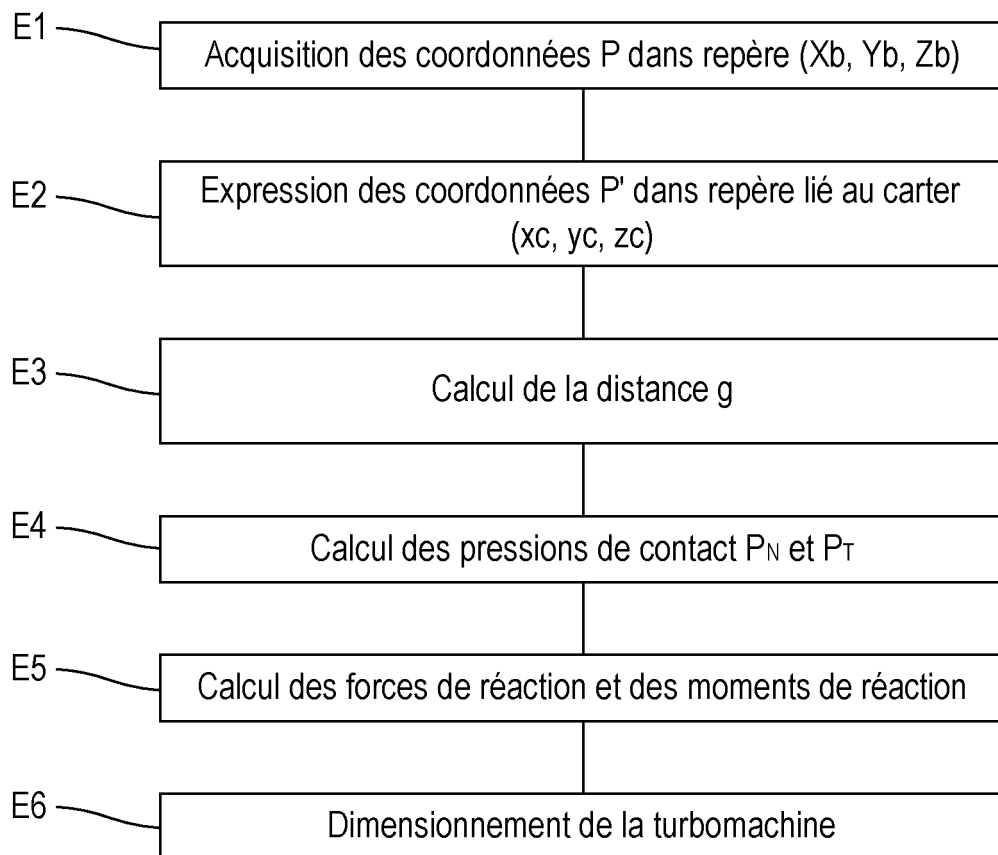 E1
Acquisition des coordonnées P dans repère (Xb, Yb, Zb)
E2
Expression des coordonnées P' dans repère lié au carter
(xc, yc, zc)
E3
Calcul de la distance g
E4
Calcul des pressions de contact PN et PT
E5
Calcul des forces de réaction et des moments de réaction
E6
Dimensionnement de la turbomachine